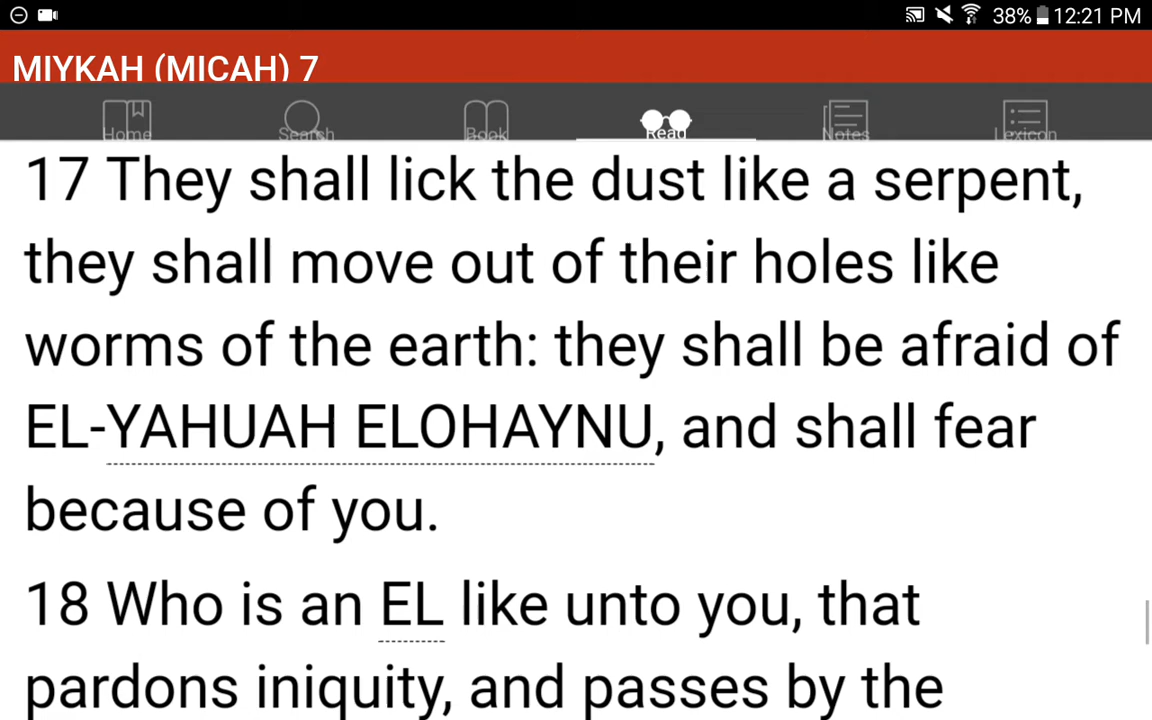 38% 12:21 PM
MIYKAH (MICAH) 7
Home Search Book Read Notes Lexicon
17 They shall lick the dust like a serpent,
they shall move out of their holes like
worms of the earth: they shall be afraid of
EL-YAHUAH ELOHAYNU, and shall fear
because of you.
18 Who is an EL like unto you, that
pardons iniquity, and passes by the